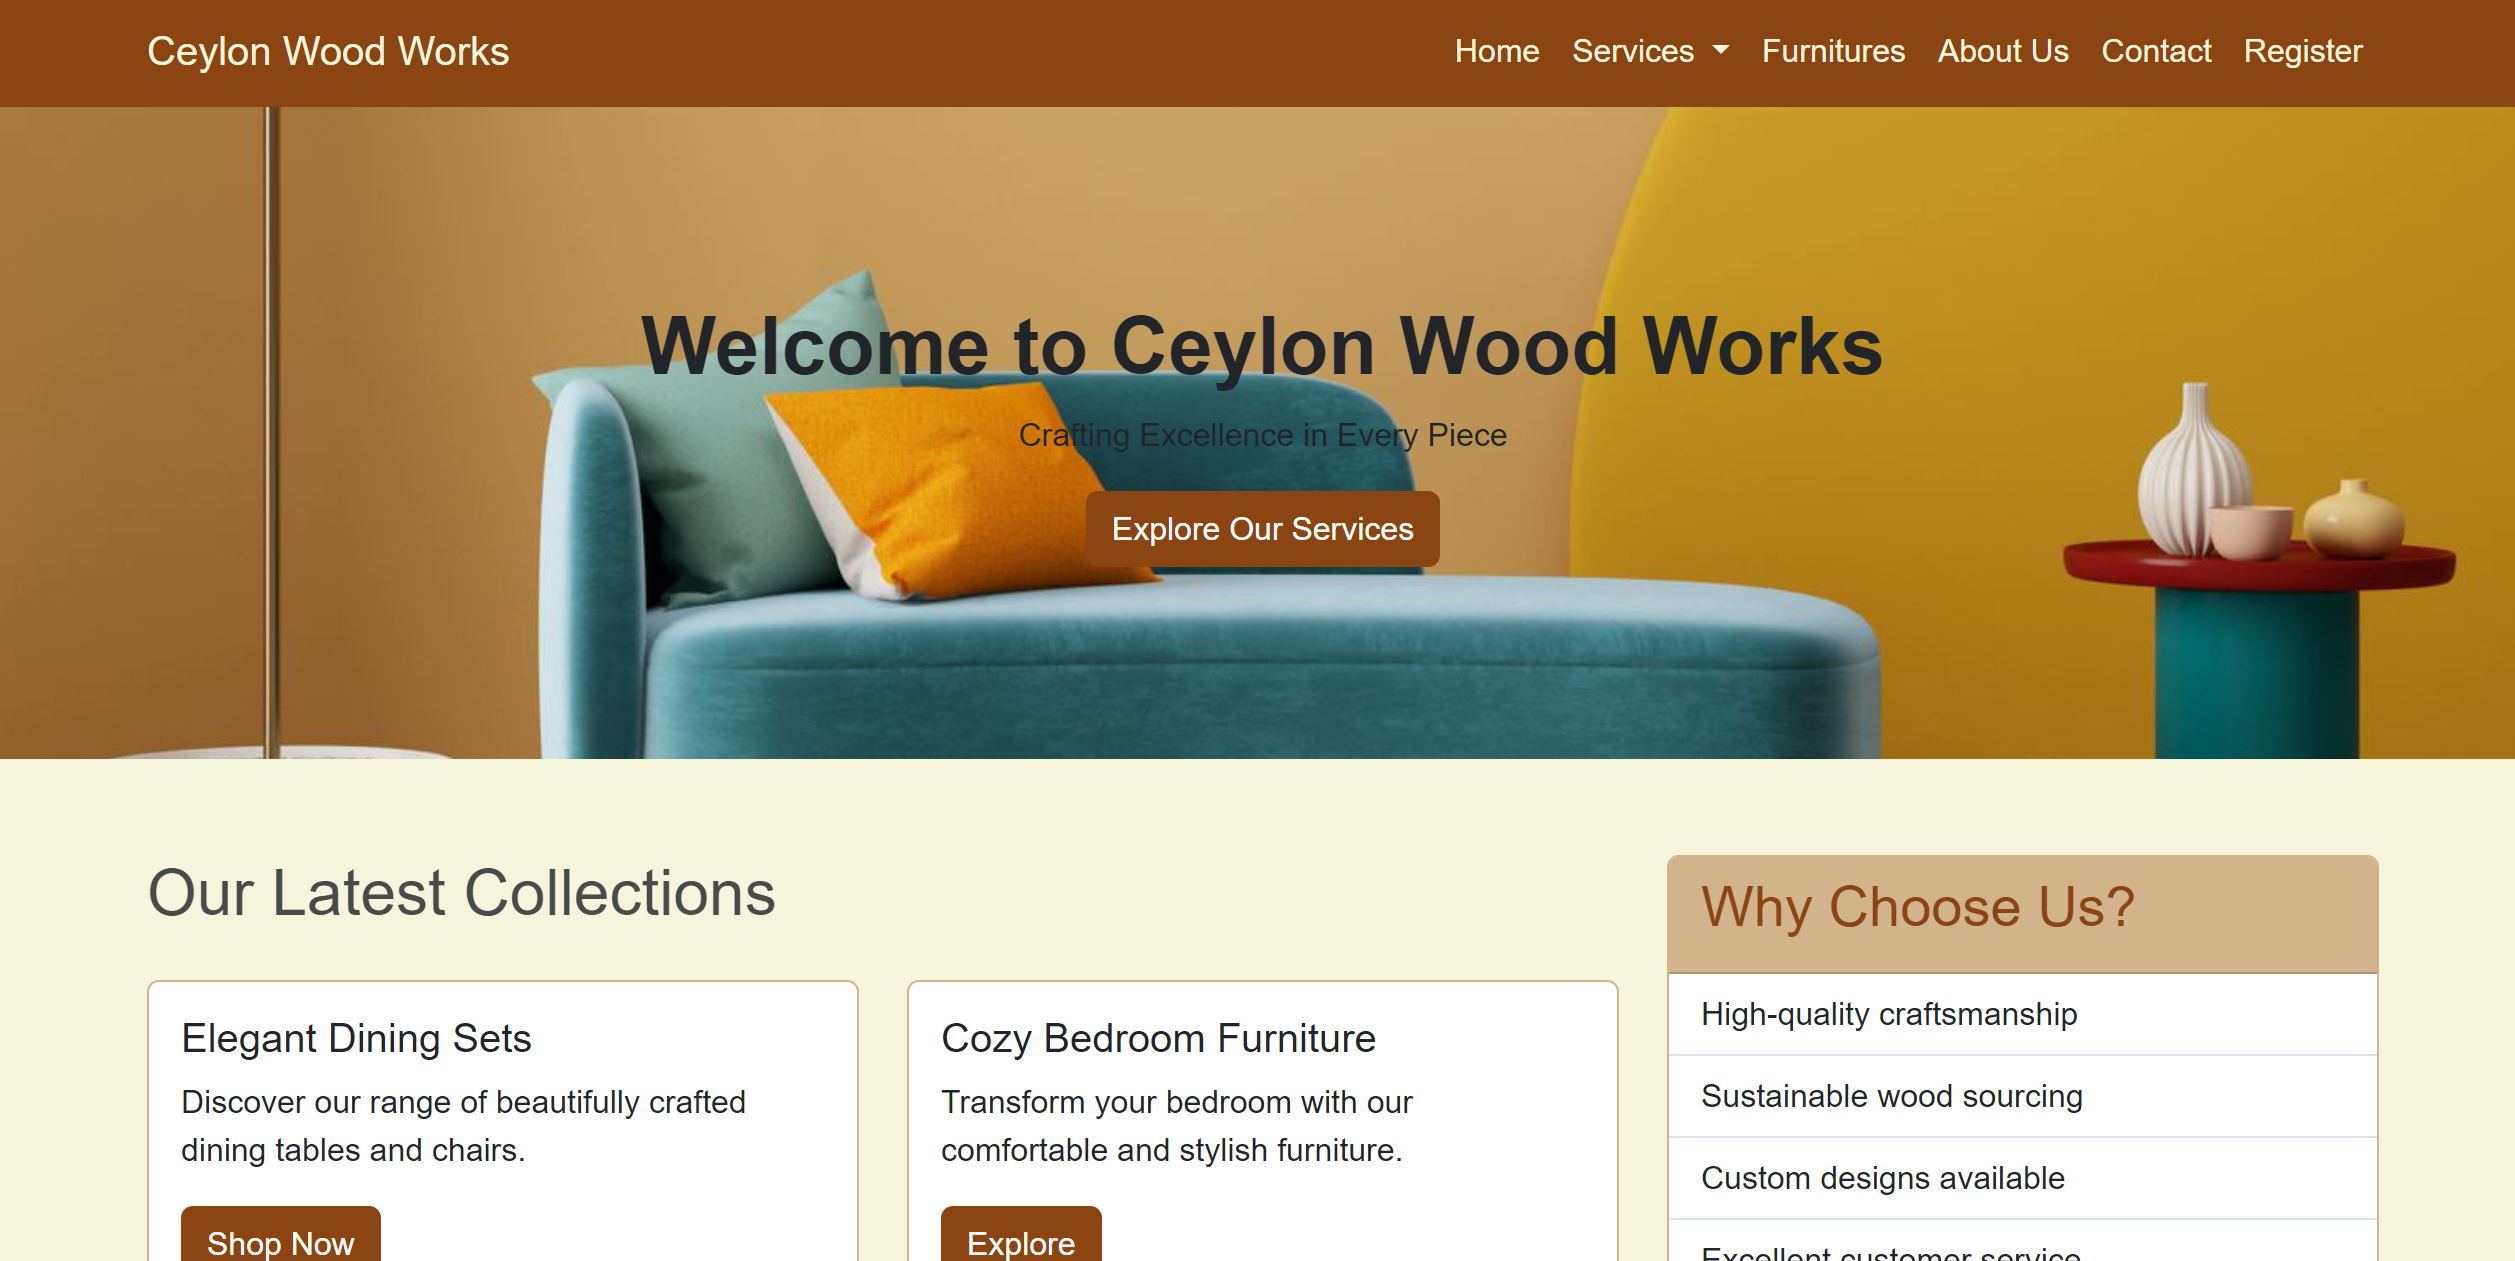 Ceylon Wood Works
Home Services Furnitures About Us Contact Register
Welcome to Ceylon Wood Works
Crafting Excellence in Every Piece
Explore Our Services
Our Latest Collections
Elegant Dining Sets
Discover our range of beautifully crafted
dining tables and chairs.
Shop Now
Cozy Bedroom Furniture
Transform your bedroom with our
comfortable and stylish furniture.
Explore
Why Choose Us?
High-quality craftsmanship
Sustainable wood sourcing
Custom designs available
Excellent customer service